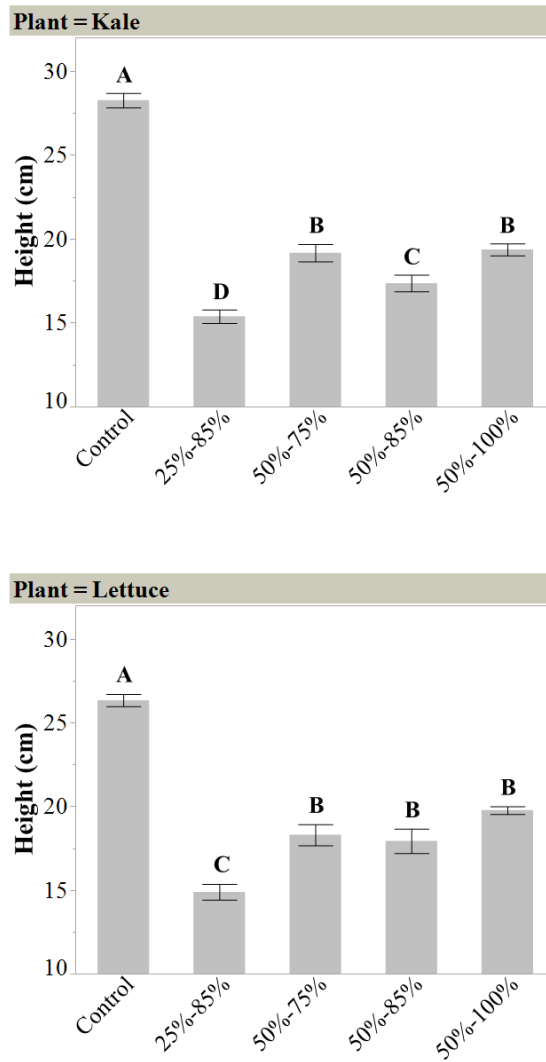 Plant = Kale
Height (cm)
30
25
20
15
10
A
D
B
C
B
Control
25%-85%
50%-75%
50%-85%
50%-100%
Plant = Lettuce
Height (cm)
30
25
20
15
10
A
C
B
B
B
Control
25%-85%
50%-75%
50%-85%
50%-100%